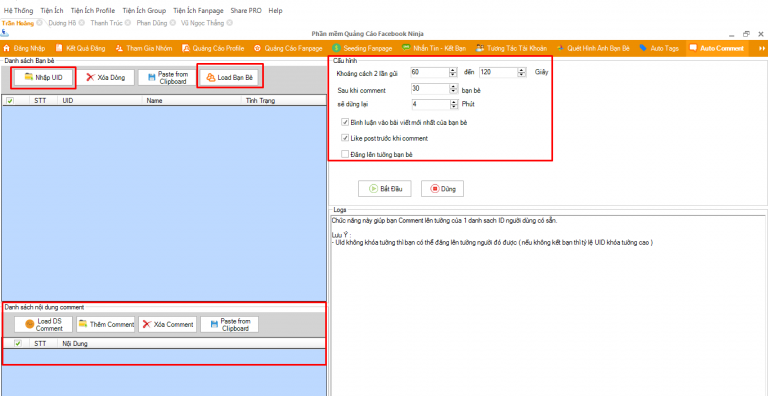 Hệ Thống Tiện Ích Tiện Ích Profile Tiện Ích Group Tiện Ích Fanpage Share PRO Help
Trần Hoàng Dương Hồ Thanh Trúc Phan Dũng Vũ Ngọc Thắng
Phần mềm Quảng Cáo Facebook Ninja
Đăng Nhập Kết Quả Đăng Tham Gia Nhóm Quảng Cáo Profile Quảng Cáo Fanpage Seeding Fanpage Nhắn Tin - Kết Bạn Tương Tác Tài Khoản Quét Hình Ảnh Bạn Bè Auto Tags Auto Comment
Danh sách Bạn bè
Nhập UID
Xóa Dòng
Paste from
Clipboard
Load Bạn Bè
STT UID Name Tình Trạng
Cấu hình
Khoảng cách 2 lần gửi 60 đến 120 Giây
Sau khi comment 30 bạn bè
sẽ dừng lại 4 Phút
Bình luận vào bài viết mới nhất của bạn bè
Like post trước khi comment
Đăng lên tường bạn bè
Bắt Đầu Dừng
Logs
Chức năng này giúp bạn Comment lên tường của 1 danh sach ID người dùng có sẵn.
Lưu Ý :
- UId không khóa tường thì bạn có thể đăng lên tường người đó được ( nếu không kết bạn thì tỷ lệ UID khóa tường cao )
Danh sách nội dung comment
Load DS
Comment
Thêm Comment
Xóa Comment
Paste from
Clipboard
STT Nội Dung